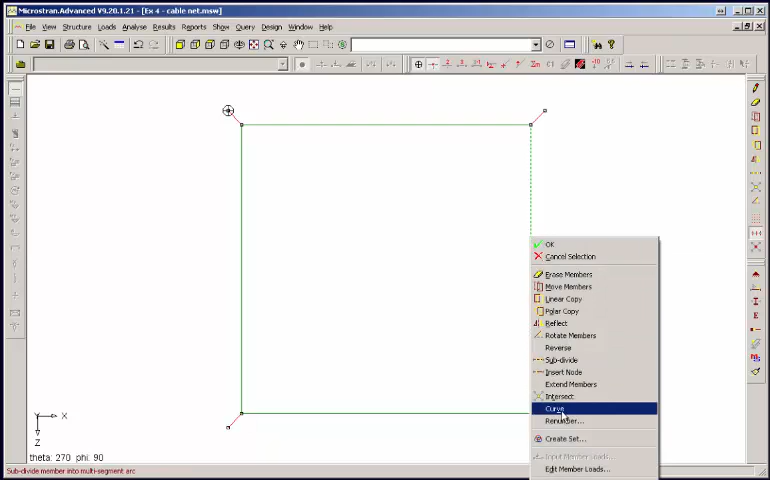 Microstran.Advanced V9.20.1.21 - [Ex 4 - cable net.msw]
File View Structure Loads Analyse Results Reports Show Query Design Window Help
OK
Cancel Selection
Erase Members
Move Members
Linear Copy
Polar Copy
Reflect
Rotate Members
Reverse
Sub-divide
Insert Node
Extend Members
Intersect
Curve
Renumber...
Create Set...
Input Member Loads...
Edit Member Loads...
Y X
Z
theta: 270 phi: 90
Sub-divide member into multi-segment arc